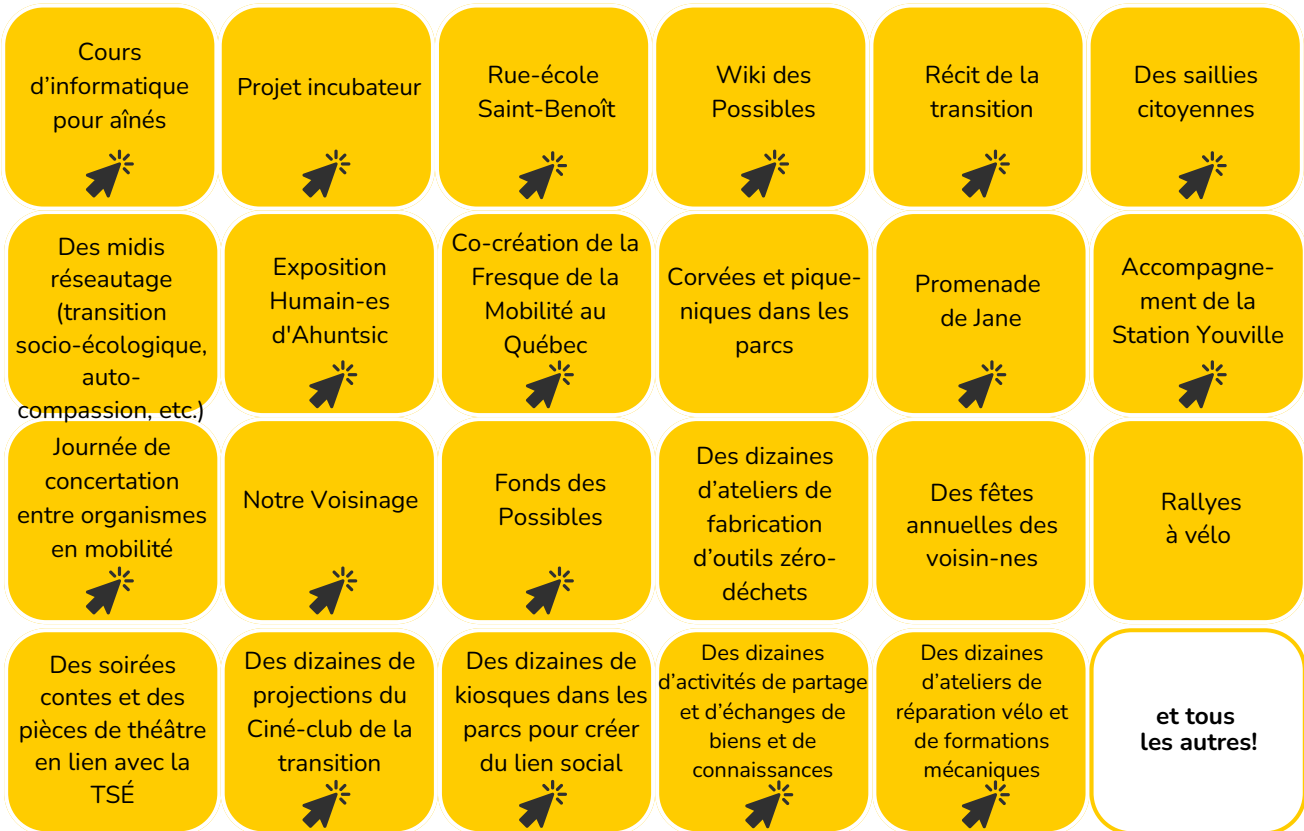 Cours
d'informatique
pour aînés
Projet incubateur
Rue-école
Saint-Benoît
Wiki des
Possibles
Récit de la
transition
Des saillies
citoyennes
Des midis
réseautage
(transition
socio-écologique,
auto-
compassion, etc.)
Exposition
Humain-es
d'Ahuntsic
Co-création de la
Fresque de la
Mobilité au
Québec
Corvées et pique-
niques dans les
parcs
Promenade
de Jane
Accompagne-
ment de la
Station Youville
Journée de
concertation
entre organismes
en mobilité
Notre Voisinage
Fonds des
Possibles
Des dizaines
d'ateliers de
fabrication
d'outils zéro-
déchets
Des fêtes
annuelles des
voisin-nes
Rallyes
à vélo
Des soirées
contes et des
pièces de théâtre
en lien avec la
TSÉ
Des dizaines de
projections du
Ciné-club de la
transition
Des dizaines de
kiosques dans les
parcs pour créer
du lien social
Des dizaines
d'activités de partage
et d'échanges de
biens et de
connaissances
Des dizaines
d'ateliers de
réparation vélo et
de formations
mécaniques
et tous
les autres!